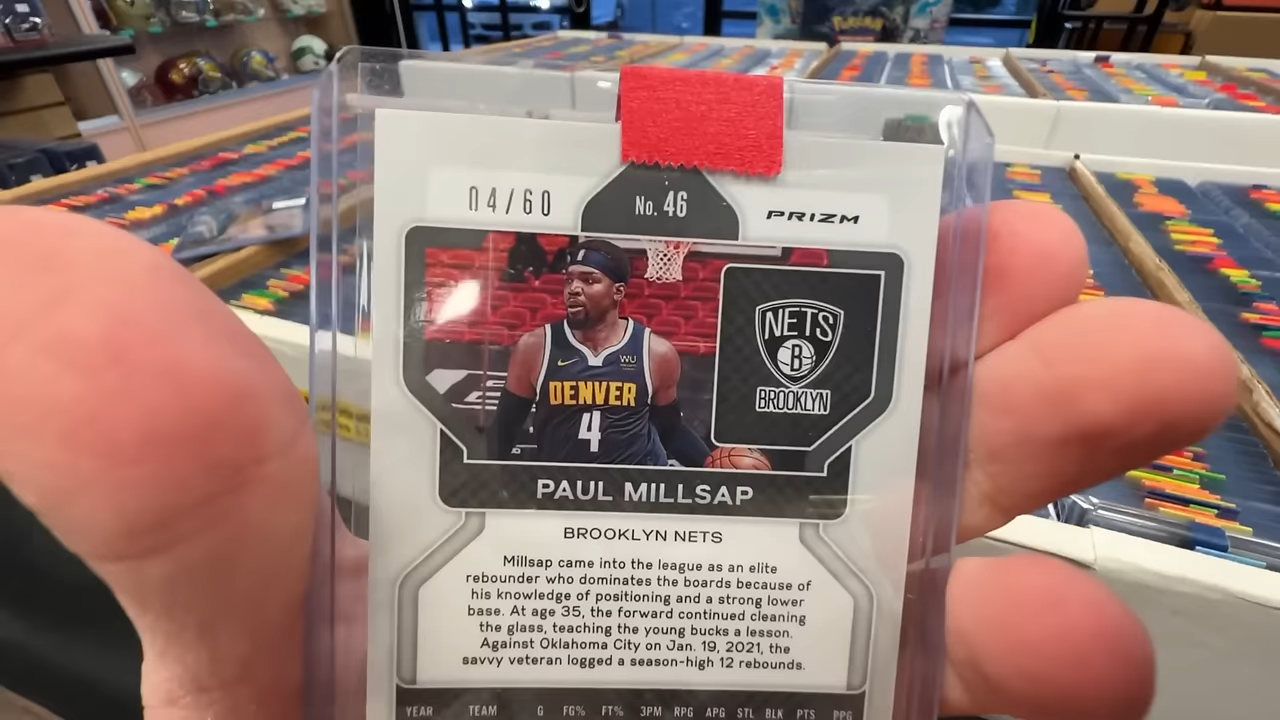 Pokémon
04/60
No. 46
PRIZM
WU
DENVER
4
NETS
B
BROOKLYN
PAUL MILLSAP
BROOKLYN NETS
Millsap came into the league as an elite
rebounder who dominates the boards because of
his knowledge of positioning and a strong lower
base. At age 35, the forward continued cleaning
the glass, teaching the young bucks a lesson.
Against Oklahoma City on Jan. 19, 2021, the
savvy veteran logged a season-high 12 rebounds.
YEAR TEAM G FG% FT% 3PM RPG APG STL BLK PTS PPG